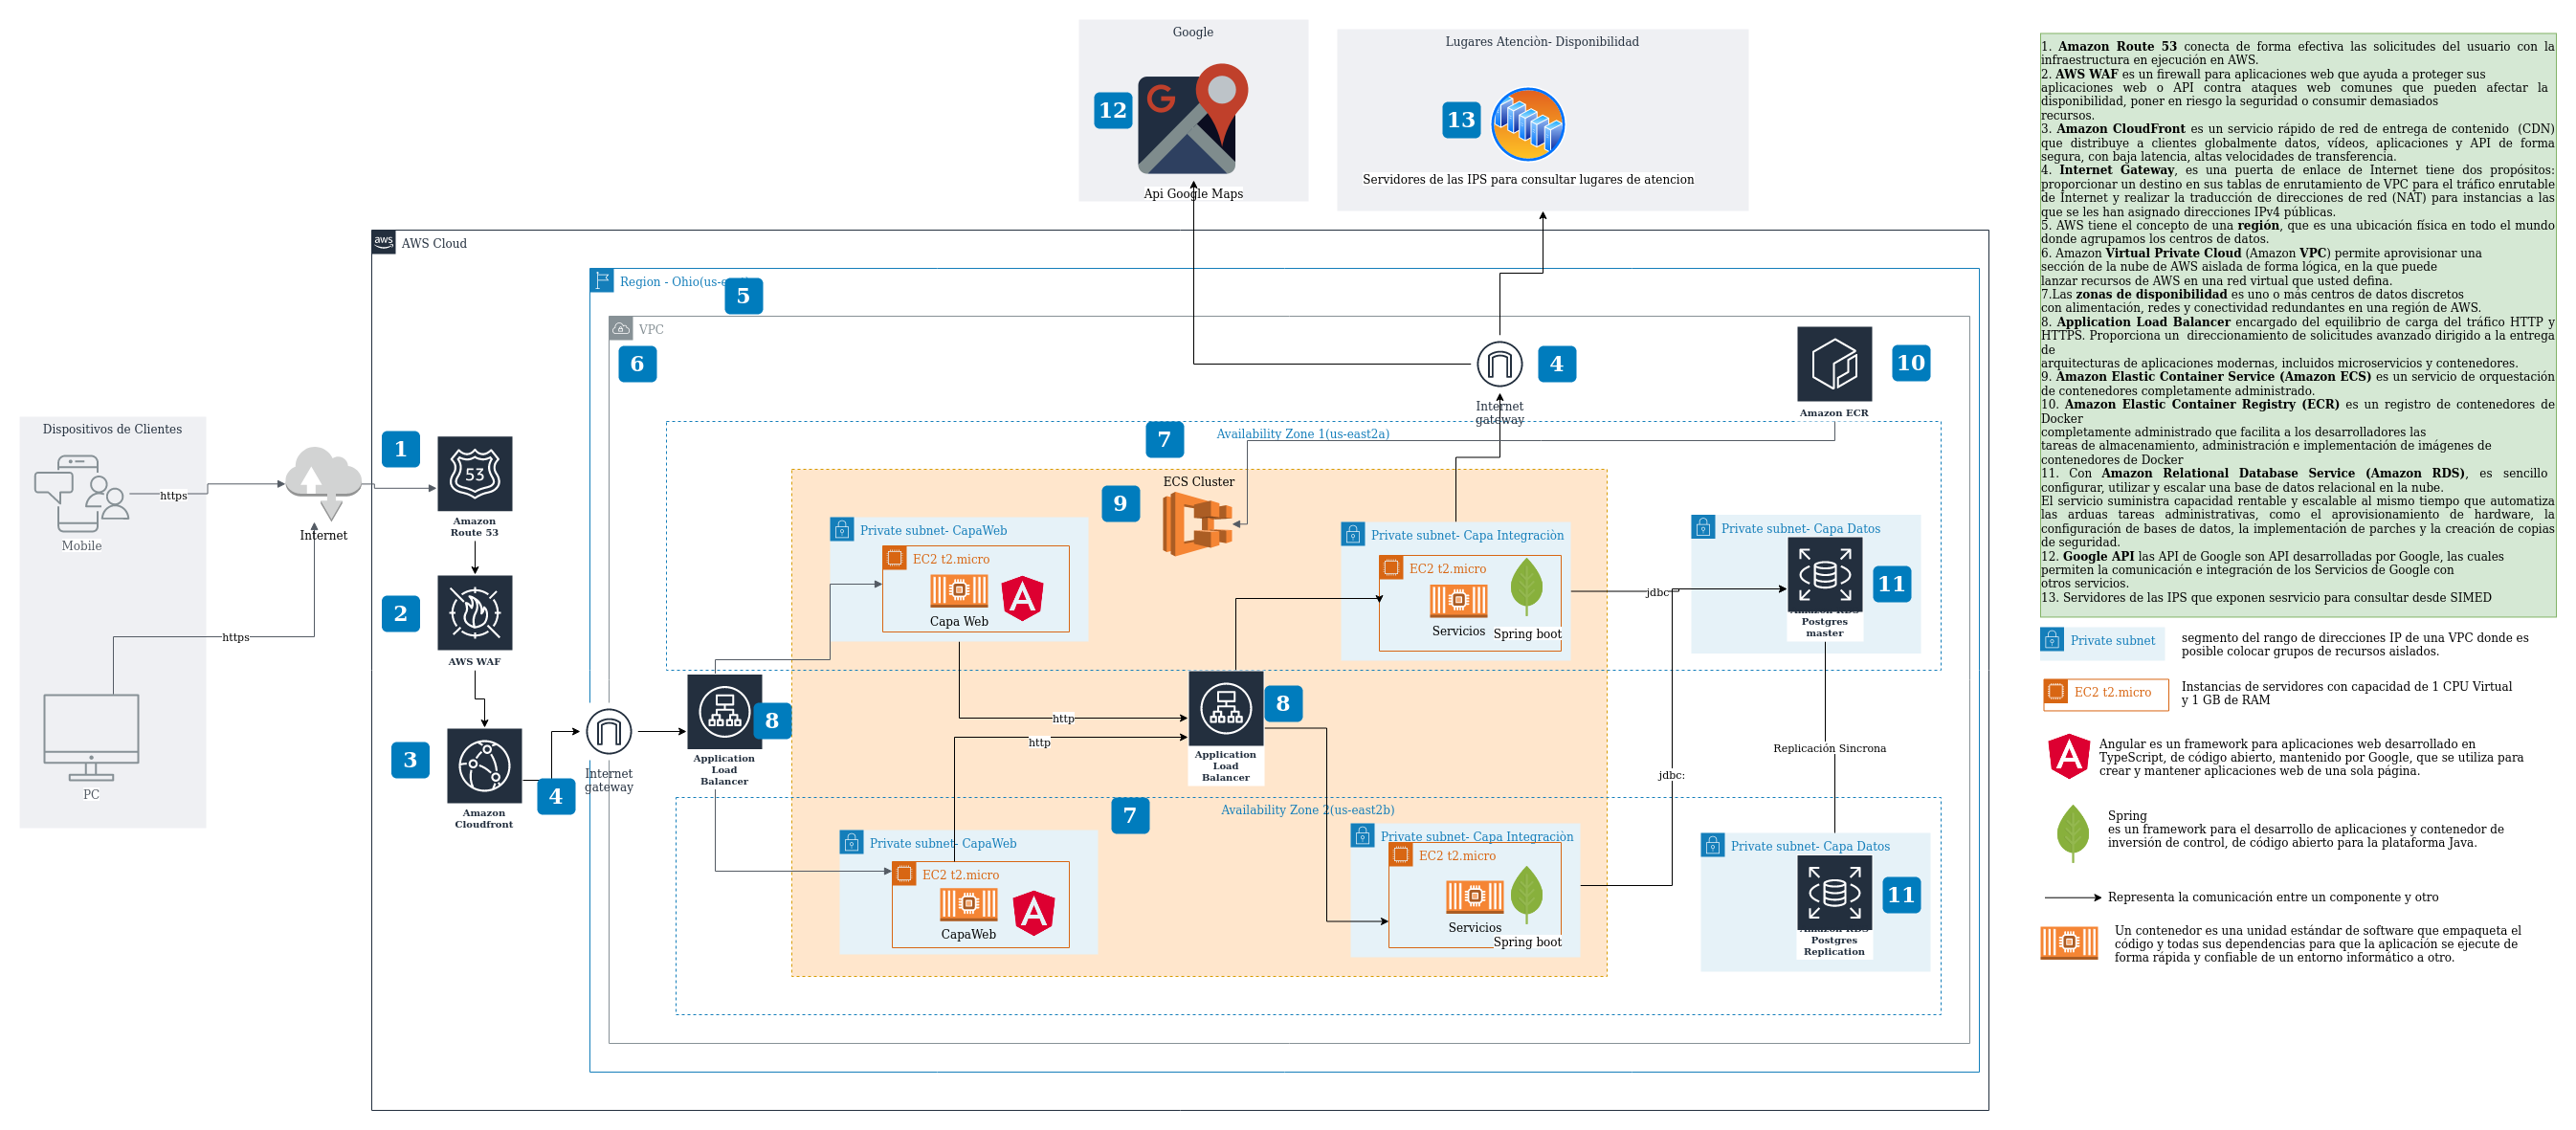 Google
12
Api Google Maps
Lugares Atenciòn- Disponibilidad
13
Servidores de las IPS para consultar lugares de atencion
aws
AWS Cloud
Region - Ohio(us-e
5
VPC
6
4
Internet
gateway
10
Amazon ECR
Dispositivos de Clientes
Mobile
https
Internet
https
PC
1
53
Amazon
Route 53
2
AWS WAF
3
Amazon
Cloudfront
4
Internet
gateway
Application
Load
Balancer
8
7
Availability Zone 1(us-east2a)
9
ECS Cluster
Private subnet- CapaWeb
EC2 t2.micro
Capa Web
Private subnet- Capa Integraciòn
EC2 t2.micro
Servicios
Spring boot
Private subnet- Capa Datos
11
Postgres
master
jdbc
http
http
Application
Load
Balancer
8
jdbc:
Replicación Sincrona
7
Availability Zone 2(us-east2b)
Private subnet- CapaWeb
EC2 t2.micro
CapaWeb
Private subnet- Capa Integraciòn
EC2 t2.micro
Servicios
Spring boot
Private subnet- Capa Datos
11
Amazon RDS
Postgres
Replication
1. Amazon Route 53 conecta de forma efectiva las solicitudes del usuario con la
infraestructura en ejecución en AWS.
2. AWS WAF es un firewall para aplicaciones web que ayuda a proteger sus
aplicaciones web o API contra ataques web comunes que pueden afectar la
disponibilidad, poner en riesgo la seguridad o consumir demasiados
recursos.
3. Amazon CloudFront es un servicio rápido de red de entrega de contenido (CDN)
que distribuye a clientes globalmente datos, vídeos, aplicaciones y API de forma
segura, con baja latencia, altas velocidades de transferencia.
4. Internet Gateway, es una puerta de enlace de Internet tiene dos propósitos:
proporcionar un destino en sus tablas de enrutamiento de VPC para el tráfico enrutable
de Internet y realizar la traducción de direcciones de red (NAT) para instancias a las
que se les han asignado direcciones IPv4 públicas.
5. AWS tiene el concepto de una región, que es una ubicación física en todo el mundo
donde agrupamos los centros de datos.
6. Amazon Virtual Private Cloud (Amazon VPC) permite aprovisionar una
sección de la nube de AWS aislada de forma lógica, en la que puede
lanzar recursos de AWS en una red virtual que usted defina.
7.Las zonas de disponibilidad es uno o más centros de datos discretos
con alimentación, redes y conectividad redundantes en una región de AWS.
8. Application Load Balancer encargado del equilibrio de carga del tráfico HTTP y
HTTPS. Proporciona un direccionamiento de solicitudes avanzado dirigido a la entrega
de
arquitecturas de aplicaciones modernas, incluidos microservicios y contenedores.
9. Amazon Elastic Container Service (Amazon ECS) es un servicio de orquestación
de contenedores completamente administrado.
10. Amazon Elastic Container Registry (ECR) es un registro de contenedores de
Docker
completamente administrado que facilita a los desarrolladores las
tareas de almacenamiento, administración e implementación de imágenes de
contenedores de Docker
11. Con Amazon Relational Database Service (Amazon RDS), es sencillo
configurar, utilizar y escalar una base de datos relacional en la nube.
El servicio suministra capacidad rentable y escalable al mismo tiempo que automatiza
las arduas tareas administrativas, como el aprovisionamiento de hardware, la
configuración de bases de datos, la implementación de parches y la creación de copias
de seguridad.
12. Google API las API de Google son API desarrolladas por Google, las cuales
permiten la comunicación e integración de los Servicios de Google con
otros servicios.
13. Servidores de las IPS que exponen sesrvicio para consultar desde SIMED
Private subnet
segmento del rango de direcciones IP de una VPC donde es
posible colocar grupos de recursos aislados.
EC2 t2.micro
Instancias de servidores con capacidad de 1 CPU Virtual
y 1 GB de RAM
Angular es un framework para aplicaciones web desarrollado en
TypeScript, de código abierto, mantenido por Google, que se utiliza para
crear y mantener aplicaciones web de una sola página.
Spring
es un framework para el desarrollo de aplicaciones y contenedor de
inversión de control, de código abierto para la plataforma Java.
Representa la comunicación entre un componente y otro
Un contenedor es una unidad estándar de software que empaqueta el
código y todas sus dependencias para que la aplicación se ejecute de
forma rápida y confiable de un entorno informático a otro.